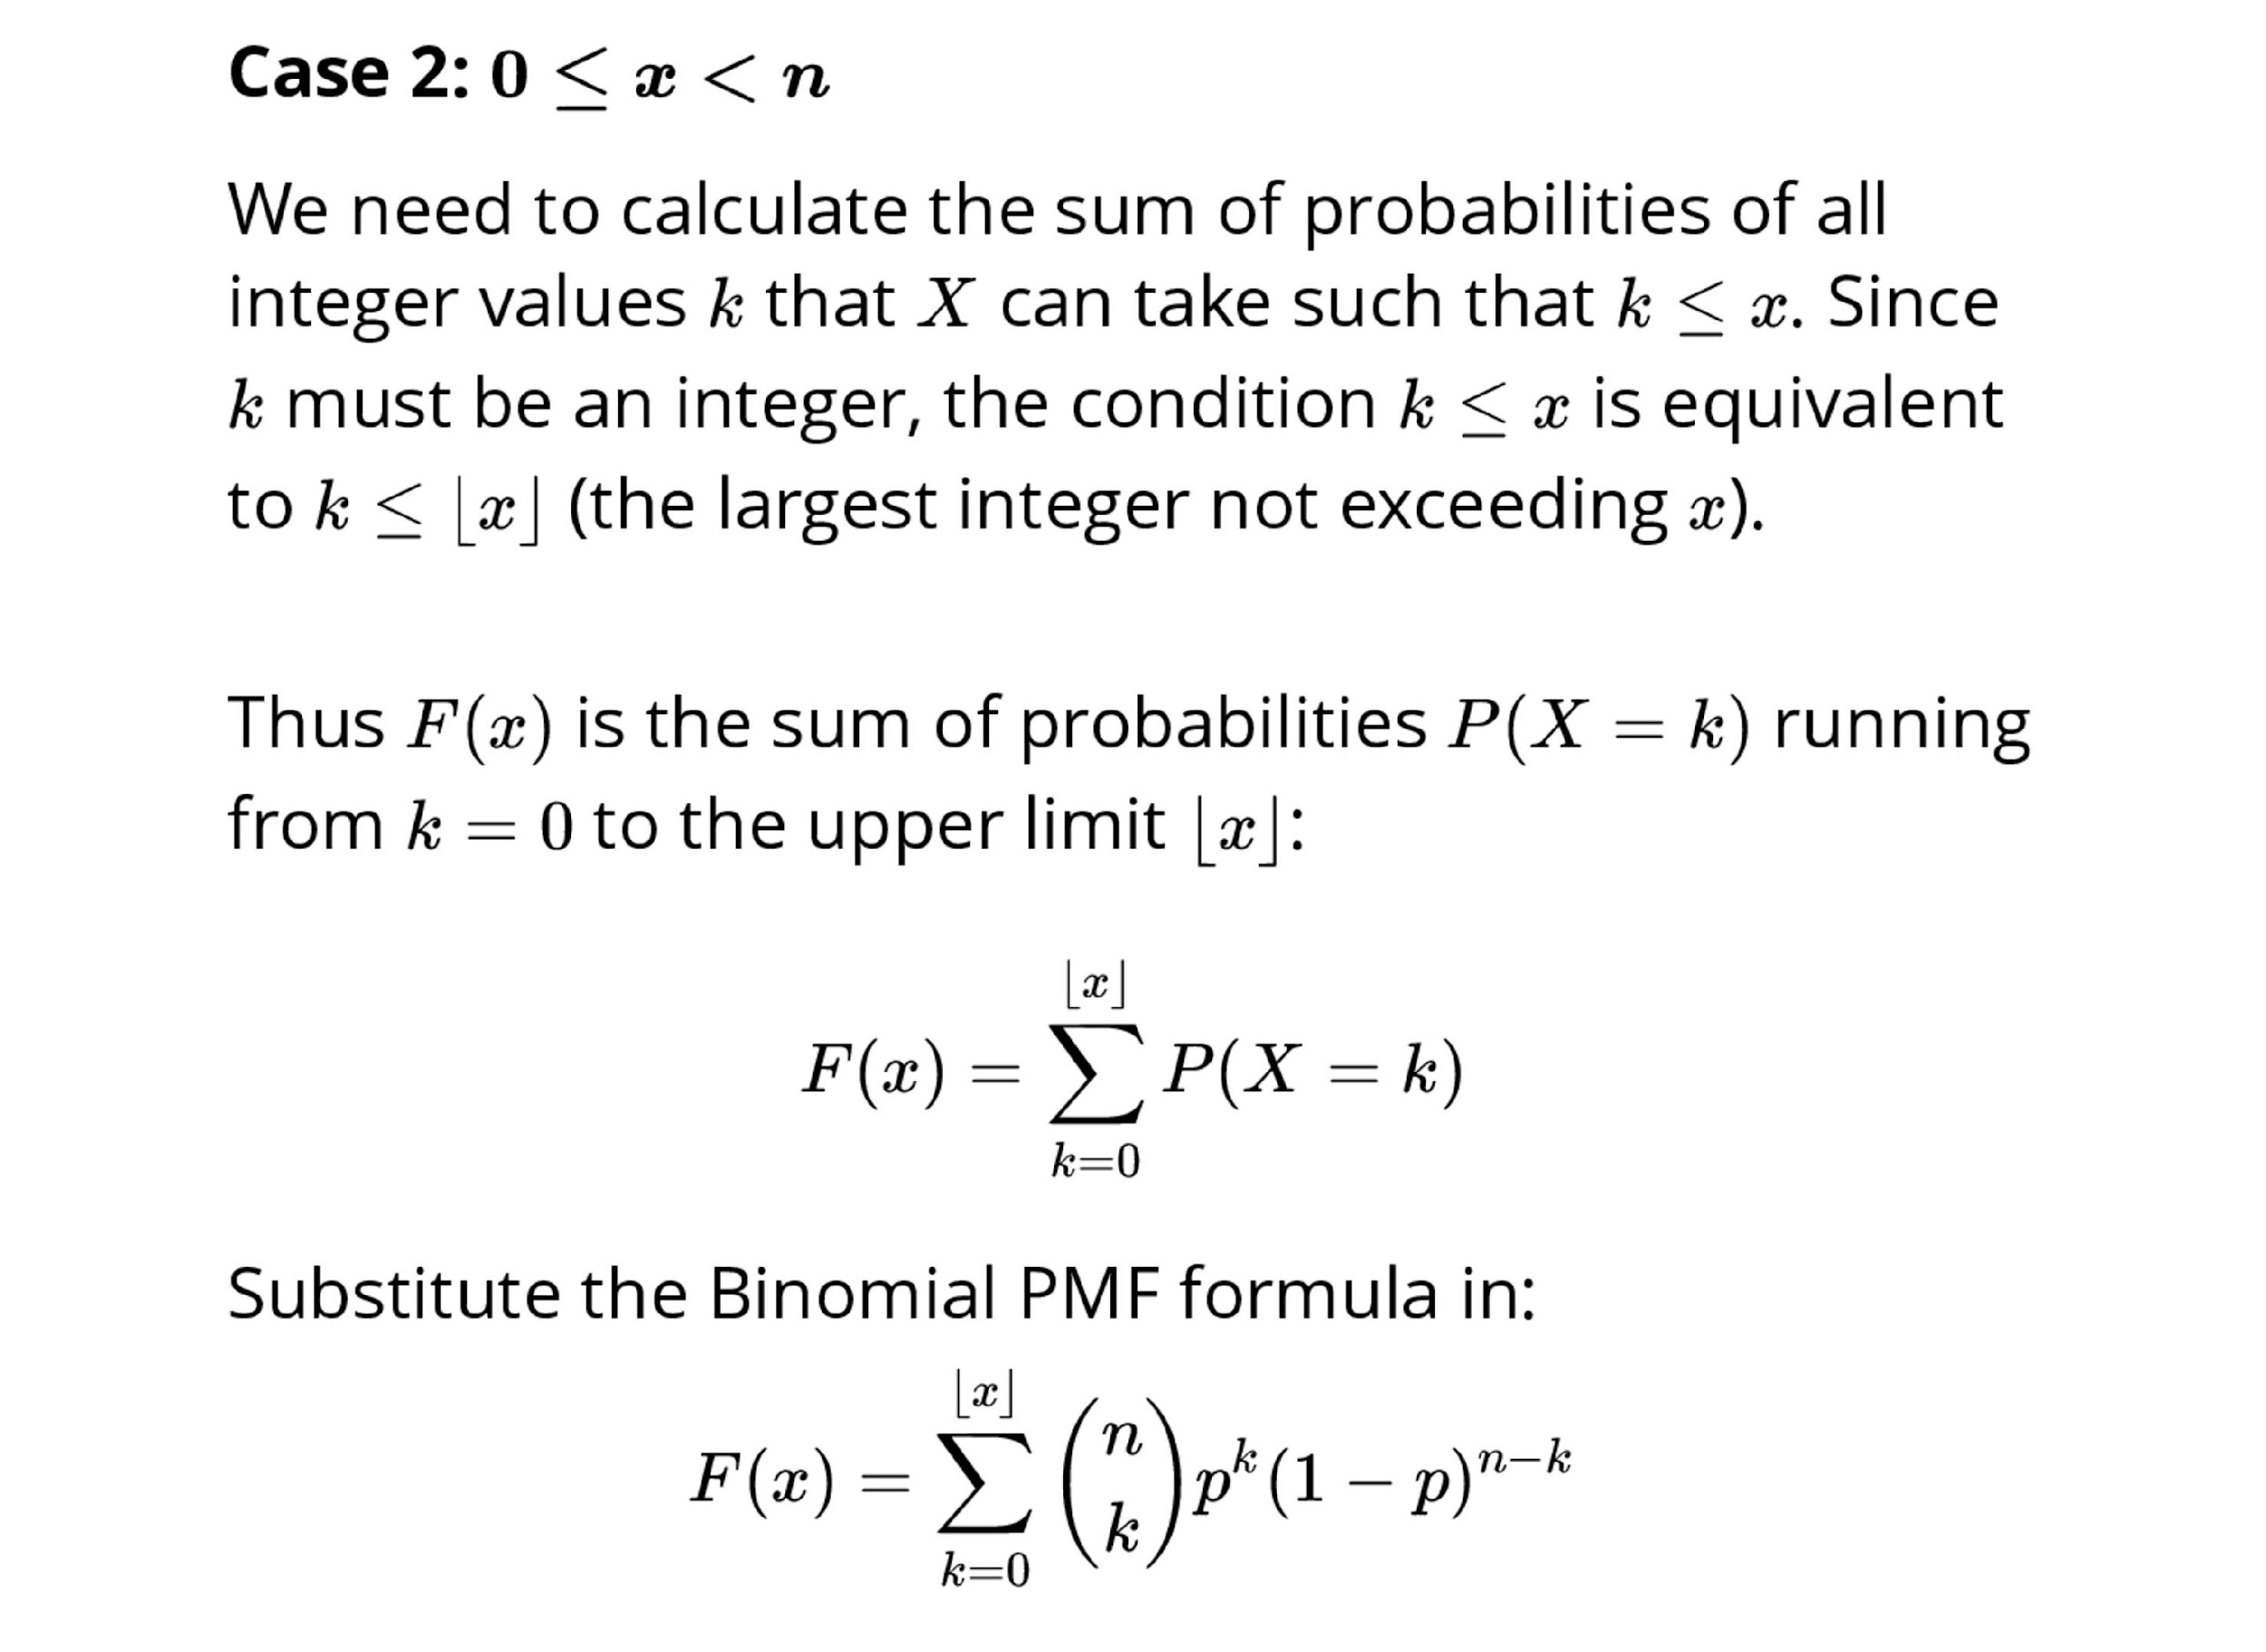 Case 2: 0 ≤ x < n
We need to calculate the sum of probabilities of all
integer values k that X can take such that k ≤ x. Since
k must be an integer, the condition k ≤ x is equivalent
to k ≤ ⌊x⌋ (the largest integer not exceeding x).
Thus F(x) is the sum of probabilities P(X = k) running
from k = 0 to the upper limit ⌊x⌋:
F(x) = \sum_{k=0}^{⌊x⌋} P(X = k)
Substitute the Binomial PMF formula in:
F(x) = \sum_{k=0}^{⌊x⌋} \binom{n}{k} p^k (1 − p)^{n−k}